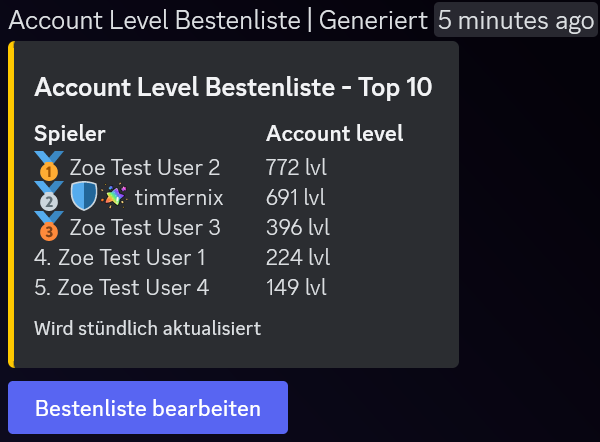 Account Level Bestenliste | Generiert 5 minutes ago
Account Level Bestenliste - Top 10
Spieler Account level
1 Zoe Test User 2 772 lvl
2 timfernix 691 lvl
3 Zoe Test User 3 396 lvl
4. Zoe Test User 1 224 lvl
5. Zoe Test User 4 149 lvl
Wird stündlich aktualisiert
Bestenliste bearbeiten